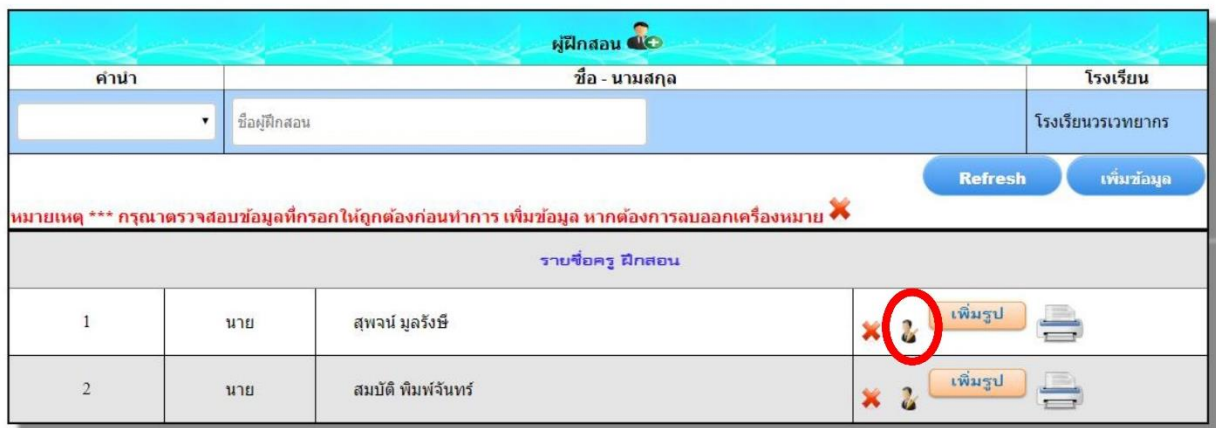 ผู้ฝึกสอน
คำนำ ชื่อ - นามสกุล โรงเรียน
ชื่อผู้ฝึกสอน โรงเรียนวรเวทยากร
Refresh เพิ่มข้อมูล
หมายเหตุ *** กรุณาตรวจสอบข้อมูลที่กรอกให้ถูกต้องก่อนทำการ เพิ่มข้อมูล หากต้องการลบออกเครื่องหมาย
รายชื่อครู ฝึกสอน
1 นาย สุพจน์ มูลรังษี เพิ่มรูป
2 นาย สมบัติ พิมพ์จันทร์ เพิ่มรูป